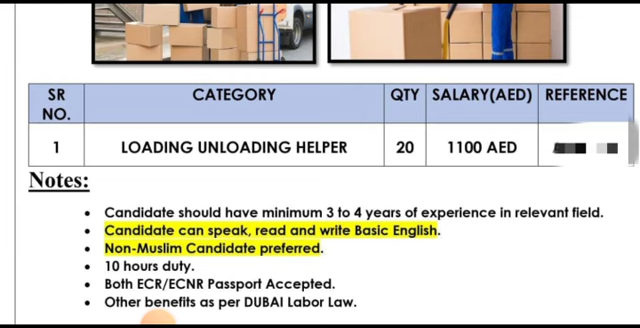 SR NO. CATEGORY QTY SALARY(AED) REFERENCE
1 LOADING UNLOADING HELPER 20 1100 AED
Notes:
• Candidate should have minimum 3 to 4 years of experience in relevant field.
• Candidate can speak, read and write Basic English.
• Non-Muslim Candidate preferred.
• 10 hours duty.
• Both ECR/ECNR Passport Accepted.
• Other benefits as per DUBAI Labor Law.